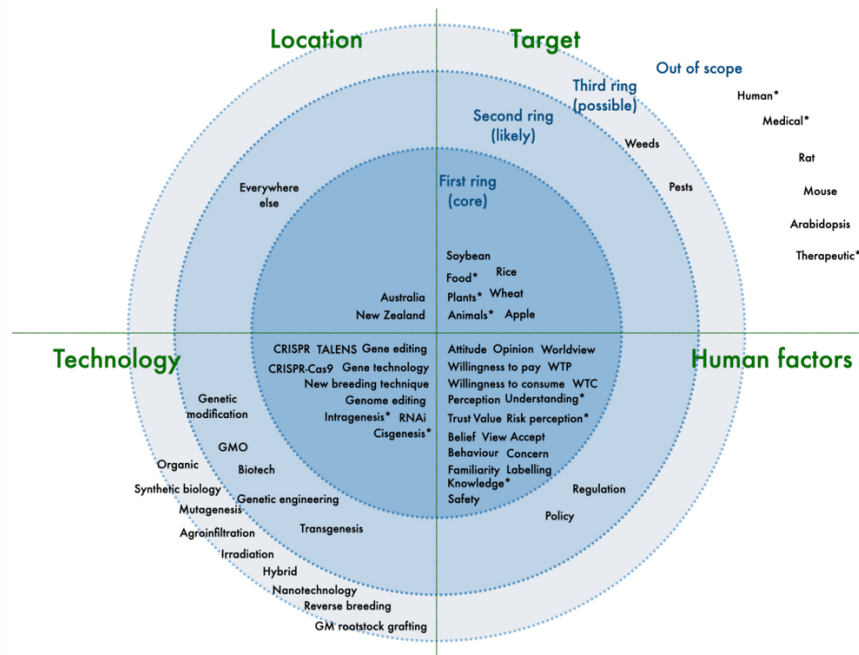 Location
Target
Out of scope
Third ring
(possible)
Second ring
(likely)
First ring
(core)
Human*
Medical*
Rat
Mouse
Arabidopsis
Therapeutic*
Weeds
Pests
Everywhere
else
Australia
New Zealand
Soybean
Food* Rice
Plants* Wheat
Animals* Apple
Technology
Human factors
CRISPR TALENS Gene editing
CRISPR-Cas9 Gene technology
New breeding technique
Genome editing
Intragenesis* RNAi
Cisgenesis*
Genetic
modification
GMO
Biotech
Genetic engineering
Transgenesis
Organic
Synthetic biology
Mutagenesis
Agroinfiltration
Irradiation
Hybrid
Nanotechnology
Reverse breeding
GM rootstock grafting
Attitude Opinion Worldview
Willingness to pay WTP
Willingness to consume WTC
Perception Understanding*
Trust Value Risk perception*
Belief View Accept
Behaviour Concern
Familiarity Labelling
Knowledge*
Safety
Regulation
Policy